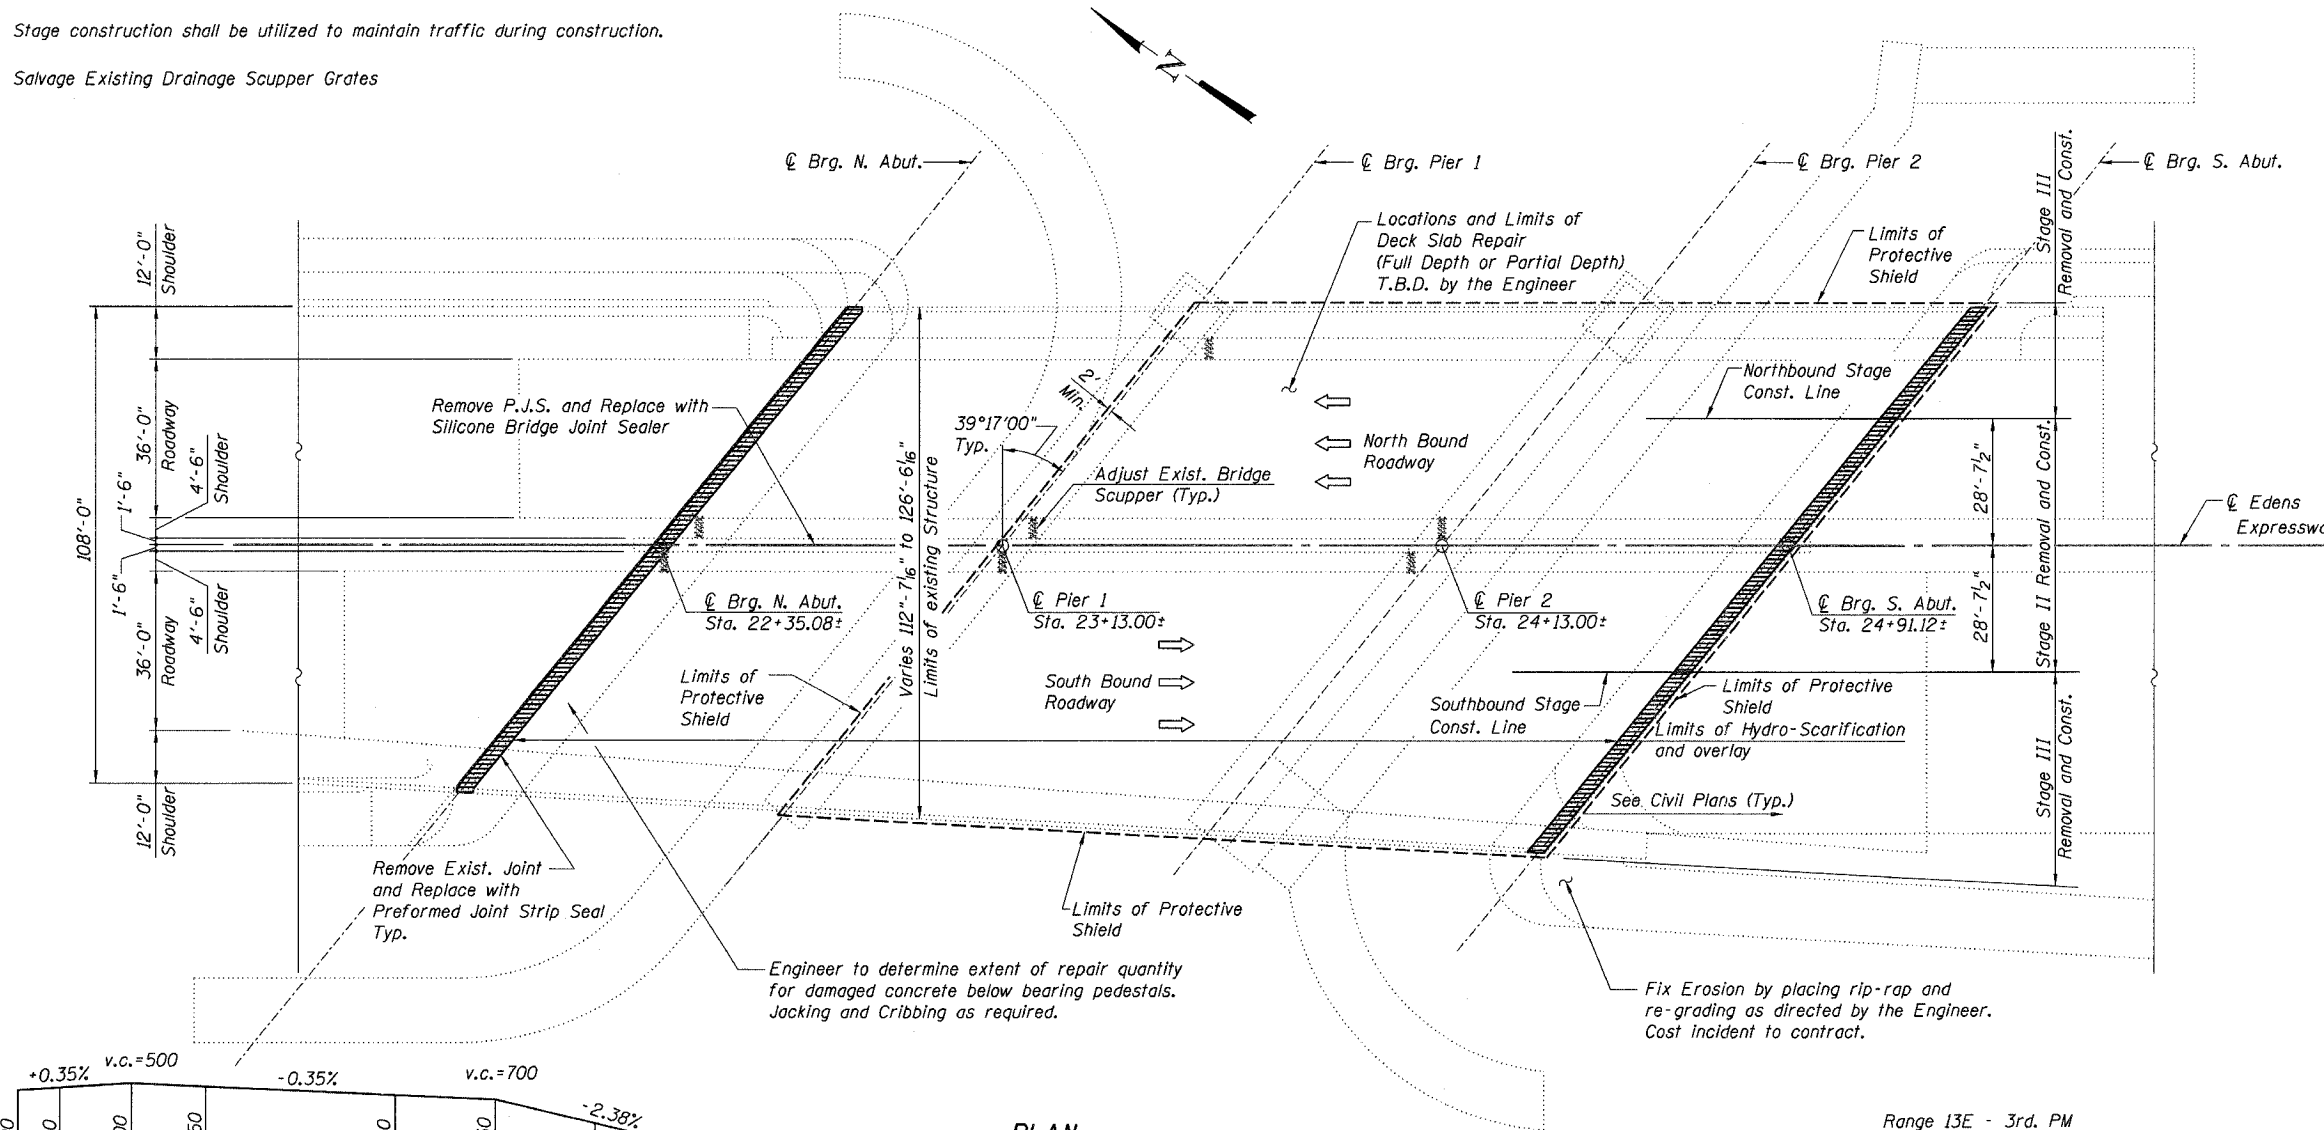 Stage construction shall be utilized to maintain traffic during construction.
Salvage Existing Drainage Scupper Grates
N
℄ Brg. N. Abut.
℄ Brg. Pier 1
℄ Brg. Pier 2
℄ Brg. S. Abut.
Stage III
Removal and Const.
12'-0"
Shoulder
Locations and Limits of
Deck Slab Repair
(Full Depth or Partial Depth)
T.B.D. by the Engineer
Limits of
Protective
Shield
Northbound Stage
Const. Line
Remove P.J.S. and Replace with
Silicone Bridge Joint Sealer
2'
Min.
39°17'00"
Typ.
North Bound
Roadway
Adjust Exist. Bridge
Scupper (Typ.)
36'-0"
Roadway
4'-6"
Shoulder
1'-6"
108'-0"
1'-6"
4'-6"
Shoulder
36'-0"
Roadway
12'-0"
Shoulder
Varies 112"-7 1/16" to 126'-6 1/16"
Limits of existing Structure
28'-7 1/2"
28'-7 1/2"
Stage II Removal and Const.
℄ Edens
Expressw
℄ Brg. N. Abut.
Sta. 22+35.08±
℄ Pier 1
Sta. 23+13.00±
℄ Pier 2
Sta. 24+13.00±
℄ Brg. S. Abut.
Sta. 24+91.12±
Limits of
Protective
Shield
South Bound
Roadway
Southbound Stage
Const. Line
Limits of Protective
Shield
Limits of Hydro-Scarification
and overlay
See Civil Plans (Typ.)
Stage III
Removal and Const.
Remove Exist. Joint
and Replace with
Preformed Joint Strip Seal
Typ.
Limits of Protective
Shield
Engineer to determine extent of repair quantity
for damaged concrete below bearing pedestals.
Jacking and Cribbing as required.
Fix Erosion by placing rip-rap and
re-grading as directed by the Engineer.
Cost incident to contract.
+0.35%
v.c.=500
-0.35%
v.c.=700
-2.38%
PLAN
Range 13E - 3rd. PM